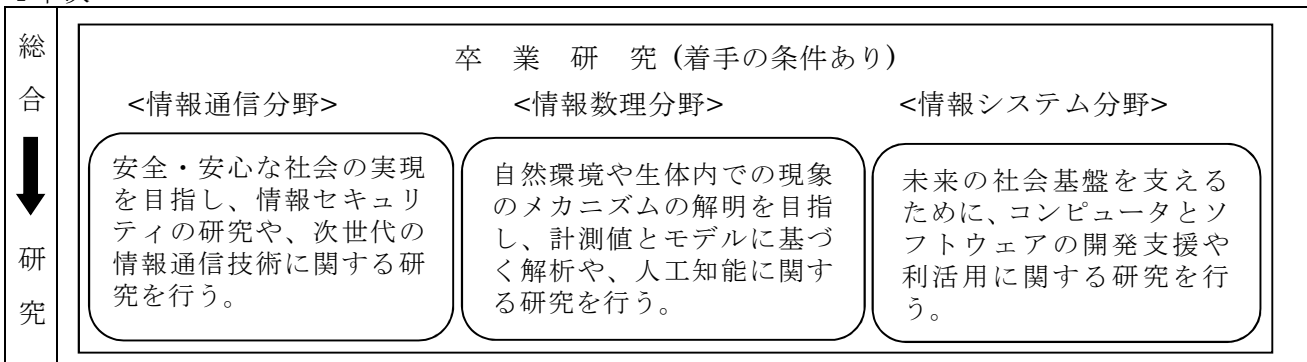 総
合
研
究
卒 業 研 究 (着手の条件あり)
<情報通信分野>
安全・安心な社会の実現
を目指し、情報セキュリ
ティの研究や、次世代の
情報通信技術に関する研
究を行う。
<情報数理分野>
自然環境や生体内での現象
のメカニズムの解明を目指
し、計測値とモデルに基づ
く解析や、人工知能に関す
る研究を行う。
<情報システム分野>
未来の社会基盤を支える
ために、コンピュータとソ
フトウェアの開発支援や
利活用に関する研究を行
う。